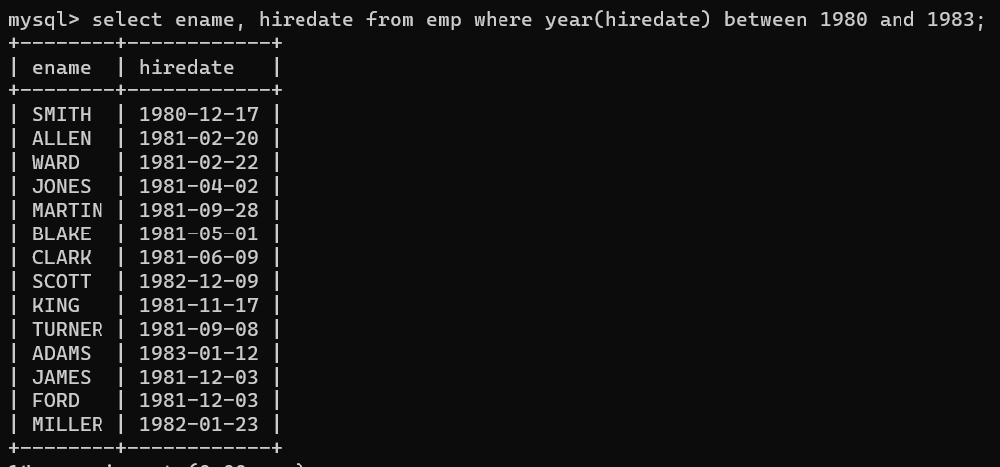 mysql> select ename, hiredate from emp where year(hiredate) between 1980 and 1983;
+--------+------------+
| ename  | hiredate   |
+--------+------------+
| SMITH  | 1980-12-17 |
| ALLEN  | 1981-02-20 |
| WARD   | 1981-02-22 |
| JONES  | 1981-04-02 |
| MARTIN | 1981-09-28 |
| BLAKE  | 1981-05-01 |
| CLARK  | 1981-06-09 |
| SCOTT  | 1982-12-09 |
| KING   | 1981-11-17 |
| TURNER | 1981-09-08 |
| ADAMS  | 1983-01-12 |
| JAMES  | 1981-12-03 |
| FORD   | 1981-12-03 |
| MILLER | 1982-01-23 |
+--------+------------+